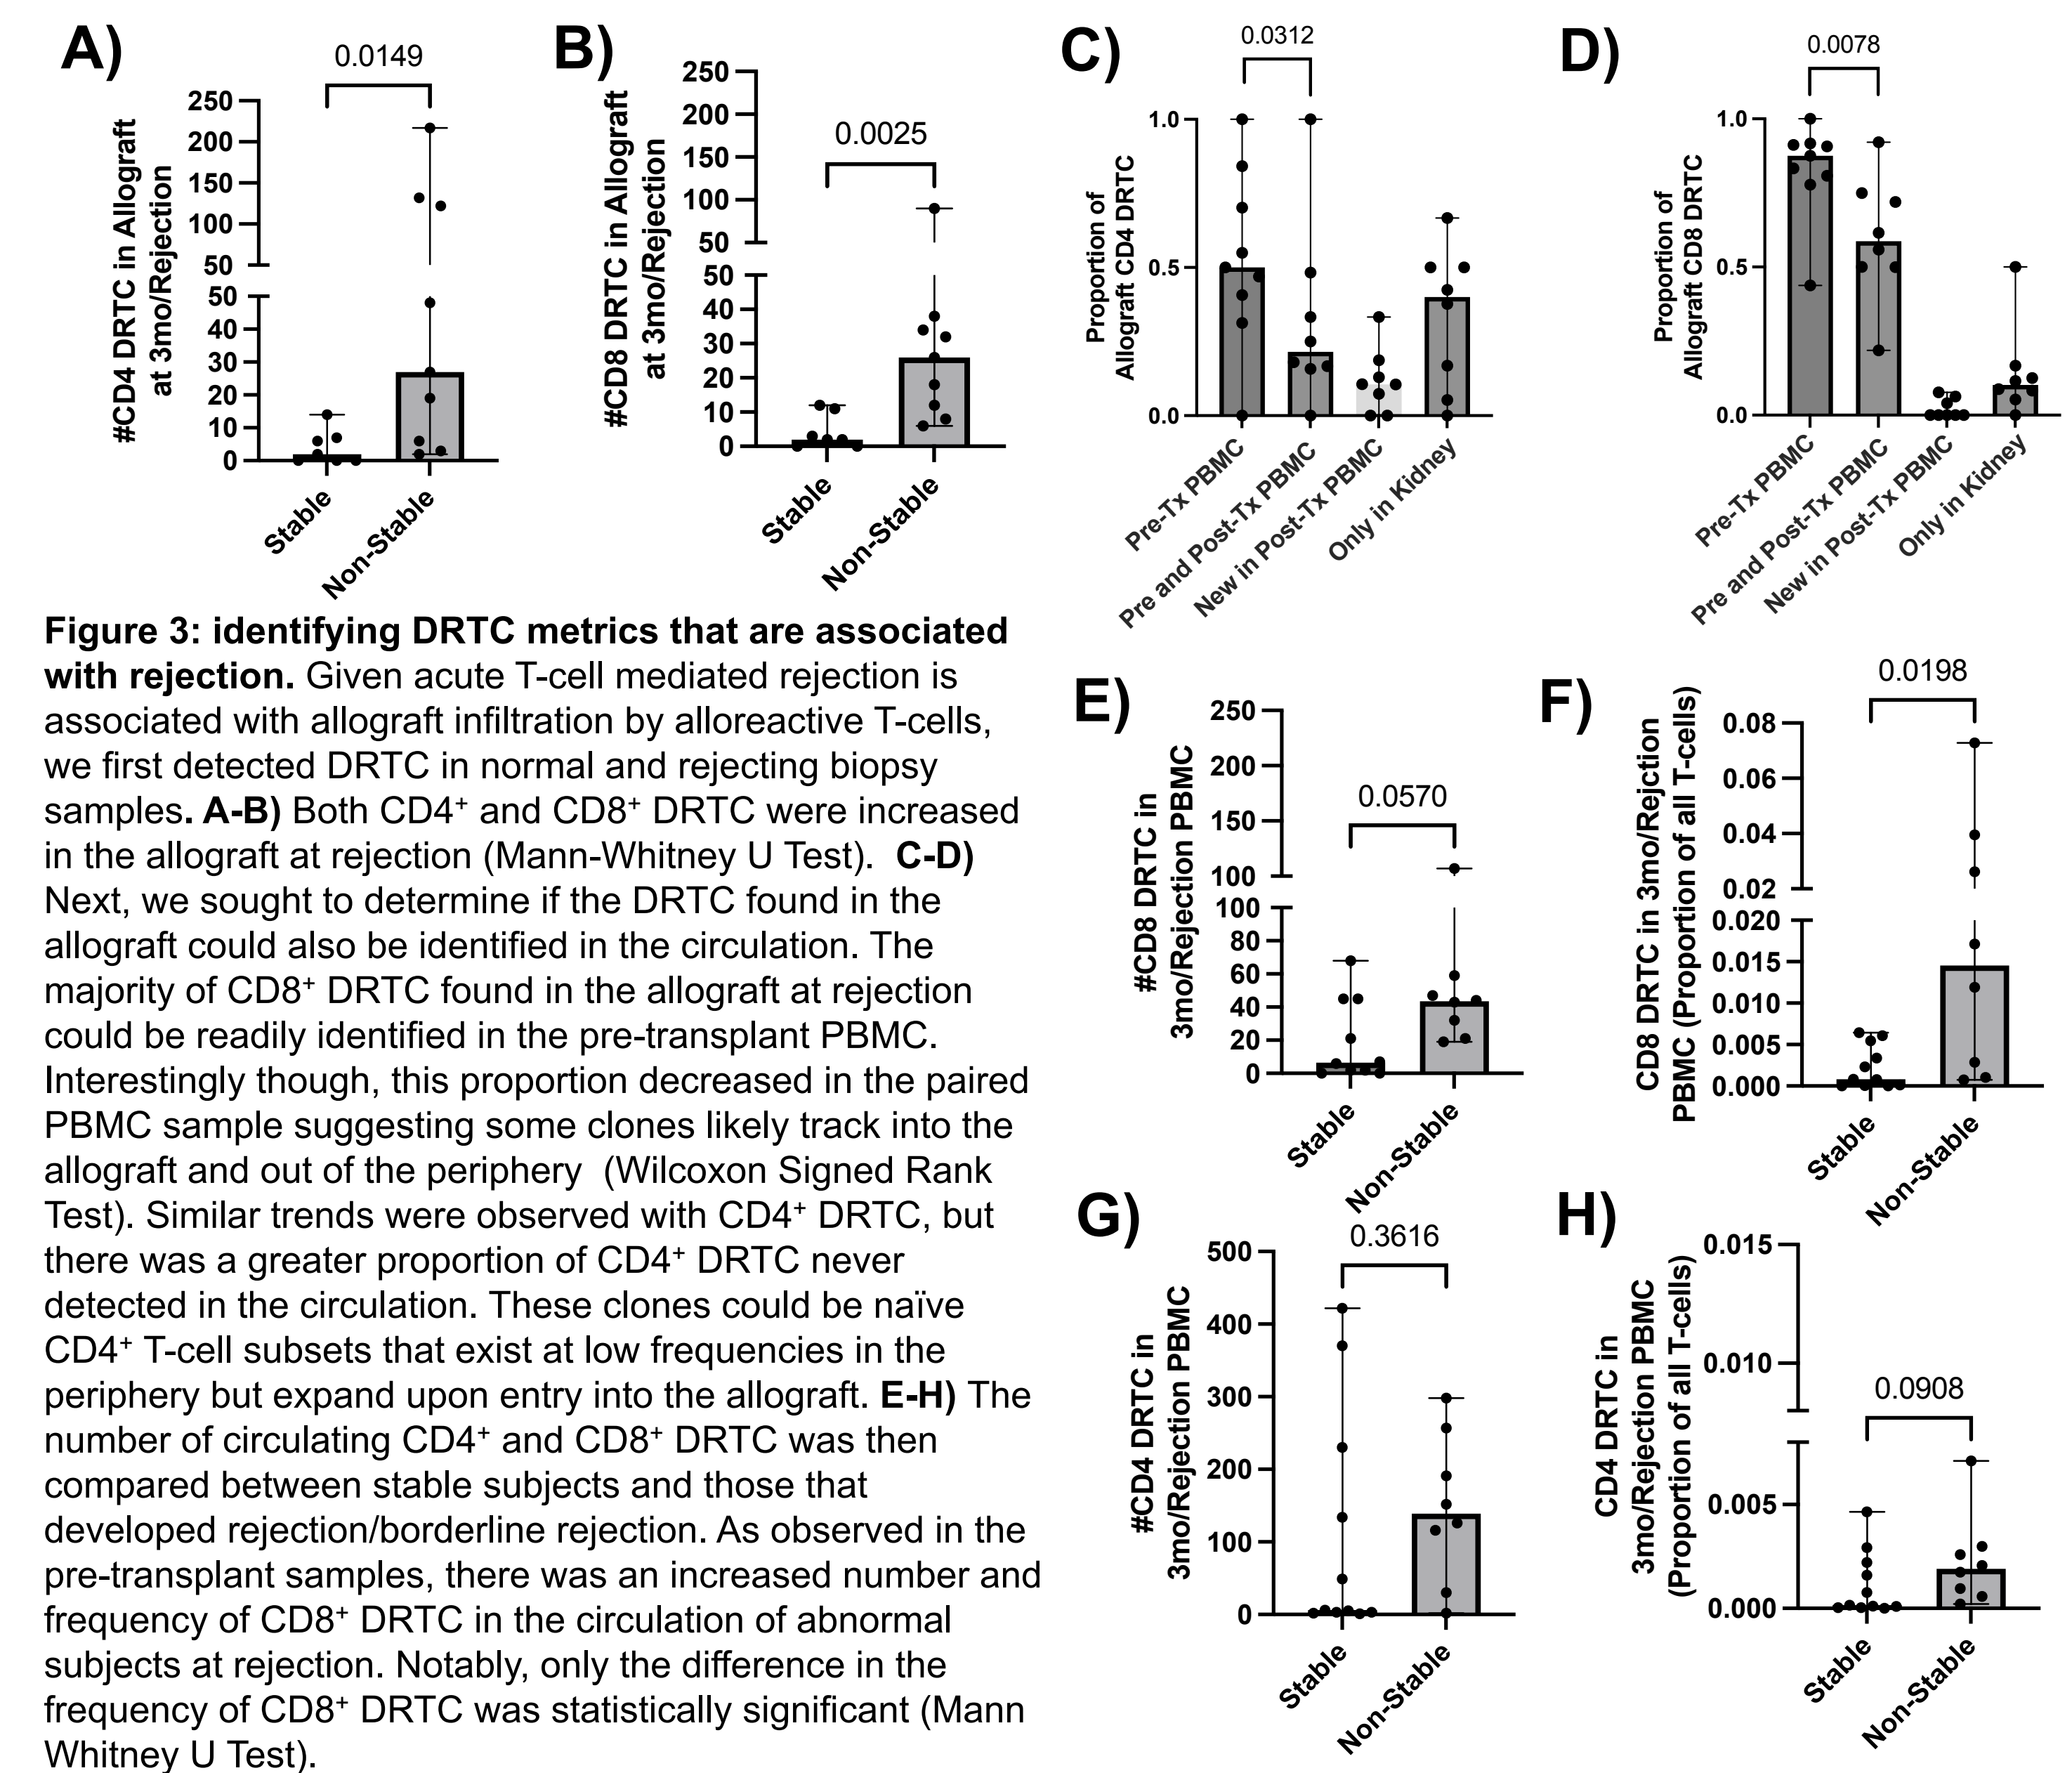 A)
0.0149
#CD4 DRTC in Allograft
at 3mo/Rejection
250
200
150
100
50
50
40
30
20
10
0
Stable
Non-Stable
B)
0.0025
#CD8 DRTC in Allograft
at 3mo/Rejection
250
200
150
100
50
50
40
30
20
10
0
Stable
Non-Stable
C)
0.0312
Proportion of
Allograft CD4 DRTC
1.0
0.5
0.0
Pre-Tx PBMC
Pre and Post-Tx PBMC
New in Post-Tx PBMC
Only in Kidney
D)
0.0078
Proportion of
Allograft CD8 DRTC
1.0
0.5
0.0
Pre-Tx PBMC
Pre and Post-Tx PBMC
New in Post-Tx PBMC
Only in Kidney
Figure 3: identifying DRTC metrics that are associated
with rejection. Given acute T-cell mediated rejection is
associated with allograft infiltration by alloreactive T-cells,
we first detected DRTC in normal and rejecting biopsy
samples. A-B) Both CD4⁺ and CD8⁺ DRTC were increased
in the allograft at rejection (Mann-Whitney U Test). C-D)
Next, we sought to determine if the DRTC found in the
allograft could also be identified in the circulation. The
majority of CD8⁺ DRTC found in the allograft at rejection
could be readily identified in the pre-transplant PBMC.
Interestingly though, this proportion decreased in the paired
PBMC sample suggesting some clones likely track into the
allograft and out of the periphery (Wilcoxon Signed Rank
Test). Similar trends were observed with CD4⁺ DRTC, but
there was a greater proportion of CD4⁺ DRTC never
detected in the circulation. These clones could be naïve
CD4⁺ T-cell subsets that exist at low frequencies in the
periphery but expand upon entry into the allograft. E-H) The
number of circulating CD4⁺ and CD8⁺ DRTC was then
compared between stable subjects and those that
developed rejection/borderline rejection. As observed in the
pre-transplant samples, there was an increased number and
frequency of CD8⁺ DRTC in the circulation of abnormal
subjects at rejection. Notably, only the difference in the
frequency of CD8⁺ DRTC was statistically significant (Mann
Whitney U Test).
E)
0.0570
#CD8 DRTC in
3mo/Rejection PBMC
250
200
150
100
100
80
60
40
20
0
Stable
Non-Stable
F)
0.0198
CD8 DRTC in 3mo/Rejction
PBMC (Proportion of all T-cells)
0.08
0.06
0.04
0.02
0.020
0.015
0.010
0.005
0.000
Stable
Non-Stable
G)
0.3616
#CD4 DRTC in
3mo/Rejection PBMC
500
400
300
200
100
0
Stable
Non-Stable
H)
0.0908
CD4 DRTC in
3mo/Rejection PBMC
(Proportion of all T-cells)
0.015
0.010
0.005
0.000
Stable
Non-Stable